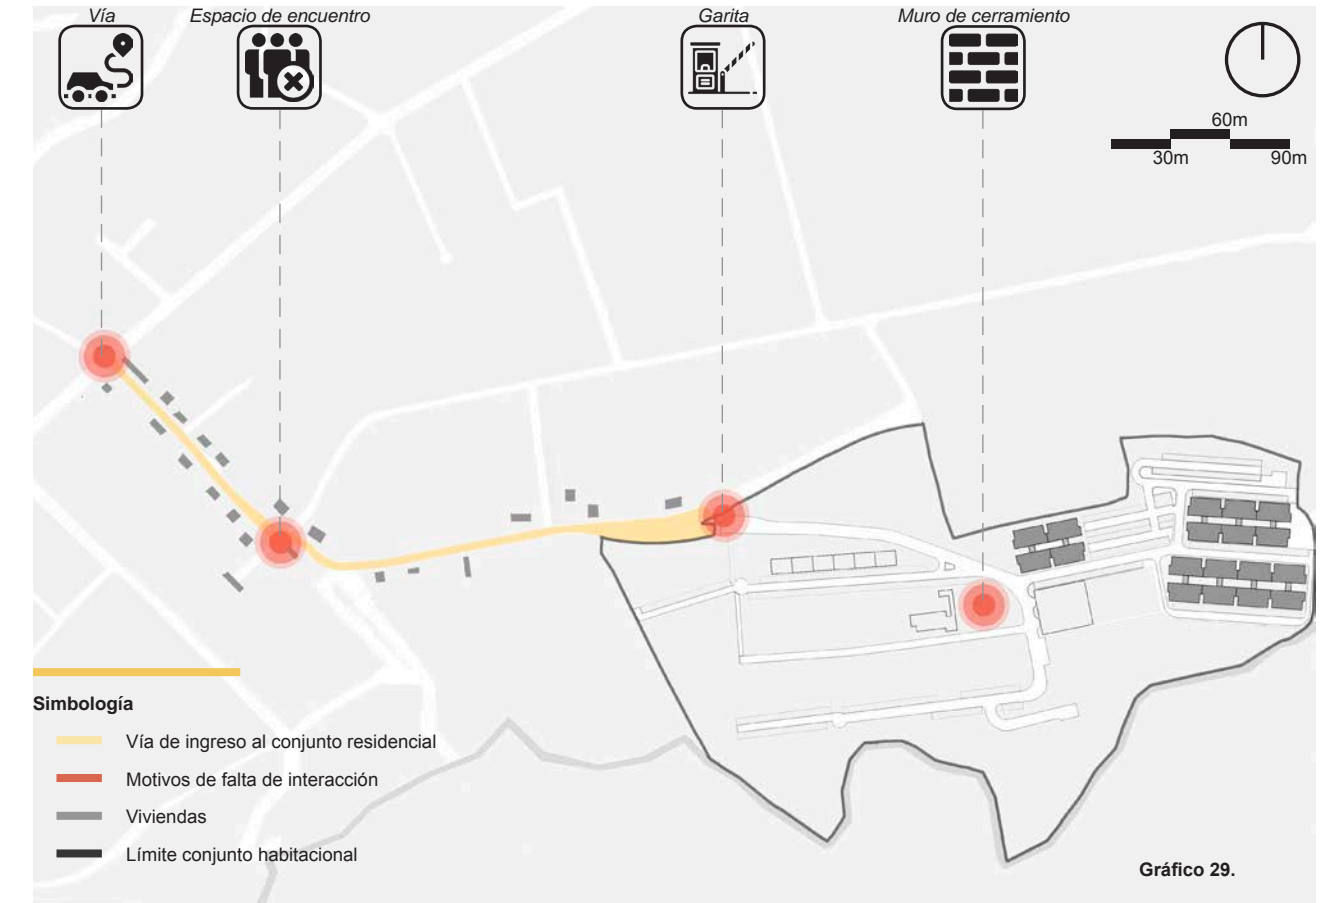 Vía
Espacio de encuentro
Garita
Muro de cerramiento
60m
30m
90m
Simbología
Vía de ingreso al conjunto residencial
Motivos de falta de interacción
Viviendas
Límite conjunto habitacional
Gráfico 29.